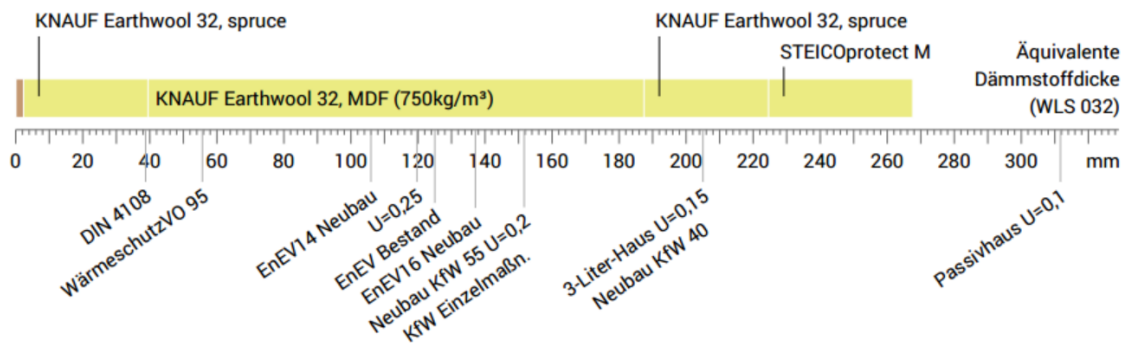 KNAUF Earthwool 32, spruce
KNAUF Earthwool 32, spruce
STEICOprotect M
Äquivalente
Dämmstoffdicke
(WLS 032)
KNAUF Earthwool 32, MDF (750kg/m³)
0 20 40 60 80 100 120 140 160 180 200 220 240 260 280 300 mm
DIN 4108
WärmeschutzVO 95
EnEV14 Neubau
U=0,25
EnEV Bestand
EnEV16 Neubau
Neubau KfW 55 U=0,2
KfW Einzelmaßn.
3-Liter-Haus U=0,15
Neubau KfW 40
Passivhaus U=0,1